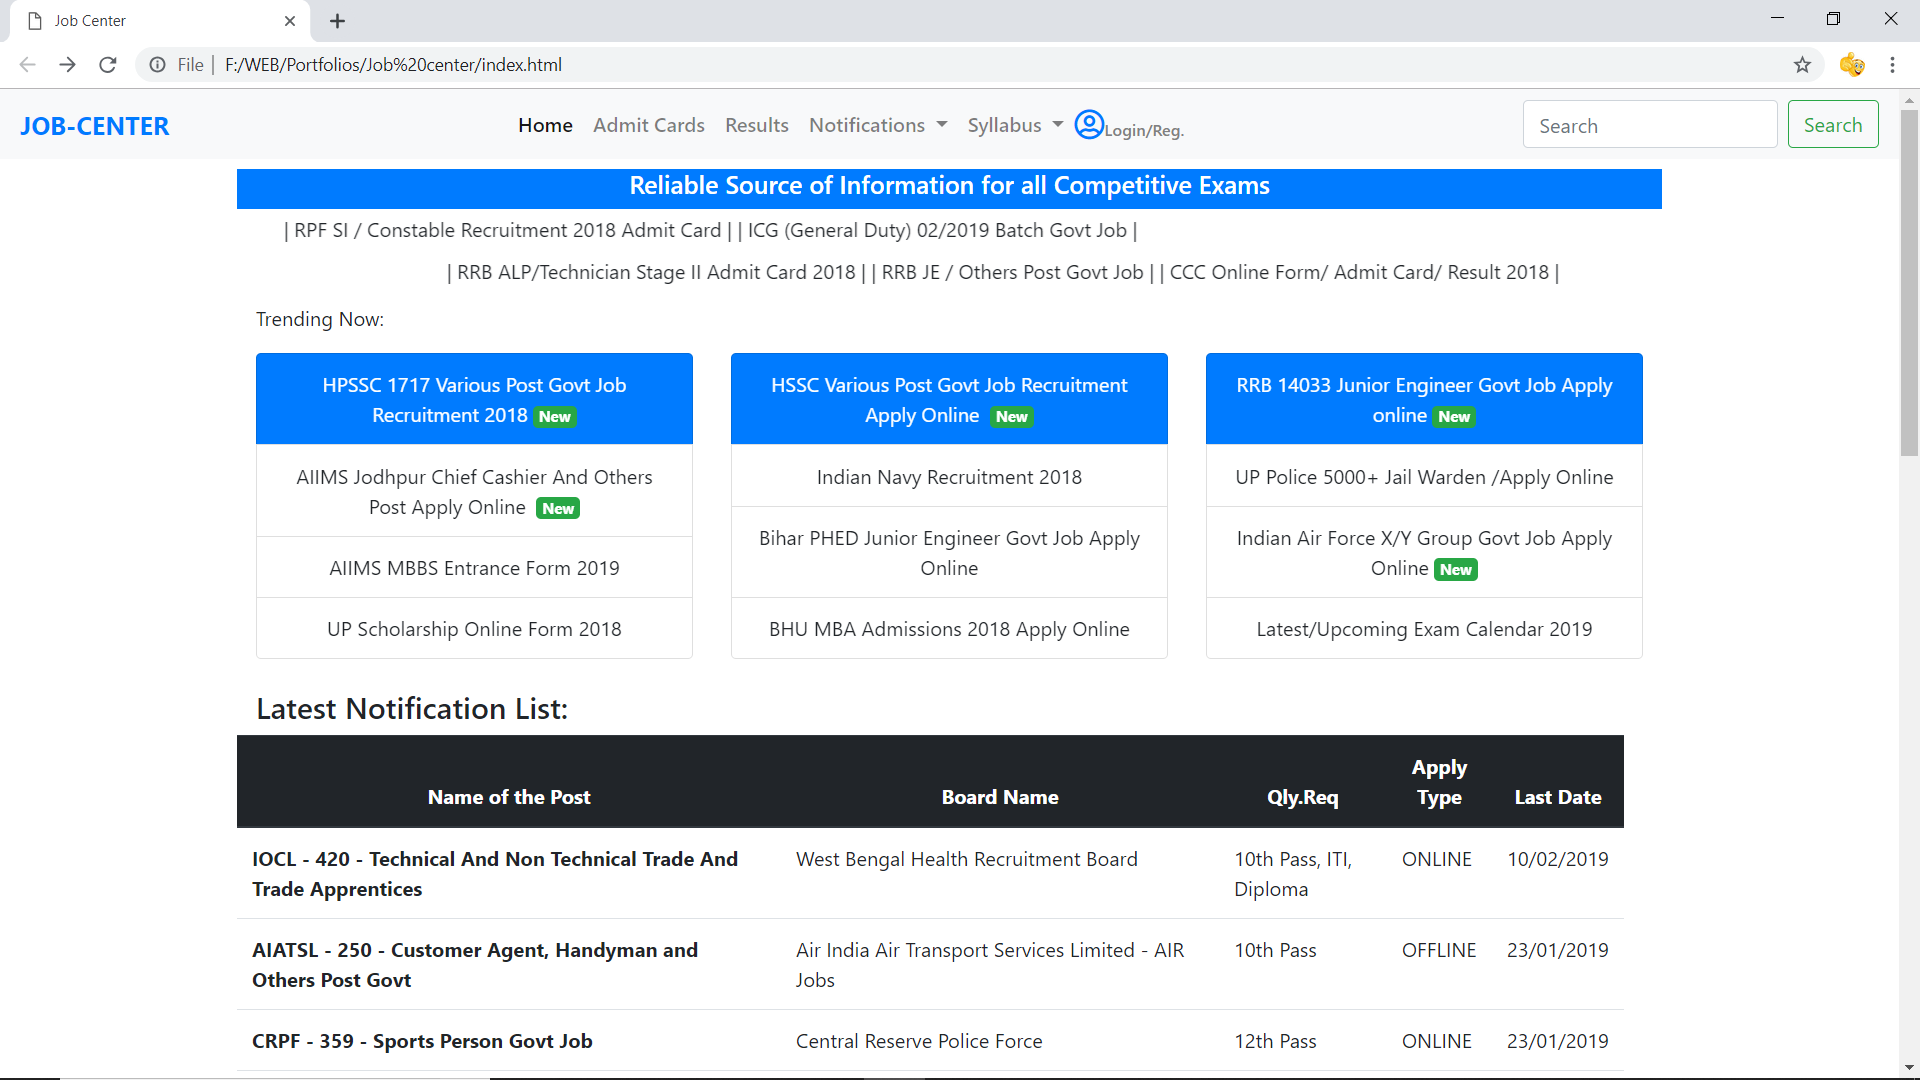 Job Center
File | F:/WEB/Portfolios/Job%20center/index.html
JOB-CENTER
Home Admit Cards Results Notifications Syllabus Login/Reg. Search Search
Reliable Source of Information for all Competitive Exams
| RPF SI / Constable Recruitment 2018 Admit Card | | ICG (General Duty) 02/2019 Batch Govt Job |
| RRB ALP/Technician Stage II Admit Card 2018 | | RRB JE / Others Post Govt Job | | CCC Online Form/ Admit Card/ Result 2018 |
Trending Now:
HPSSC 1717 Various Post Govt Job
Recruitment 2018 New
AIIMS Jodhpur Chief Cashier And Others
Post Apply Online New
AIIMS MBBS Entrance Form 2019
UP Scholarship Online Form 2018
HSSC Various Post Govt Job Recruitment
Apply Online New
Indian Navy Recruitment 2018
Bihar PHED Junior Engineer Govt Job Apply
Online
BHU MBA Admissions 2018 Apply Online
RRB 14033 Junior Engineer Govt Job Apply
online New
UP Police 5000+ Jail Warden /Apply Online
Indian Air Force X/Y Group Govt Job Apply
Online New
Latest/Upcoming Exam Calendar 2019
Latest Notification List:
Name of the Post Board Name Qly.Req Apply
Type Last Date
IOCL - 420 - Technical And Non Technical Trade And
Trade Apprentices
West Bengal Health Recruitment Board
10th Pass, ITI,
Diploma
ONLINE
10/02/2019
AIATSL - 250 - Customer Agent, Handyman and
Others Post Govt
Air India Air Transport Services Limited - AIR
Jobs
10th Pass
OFFLINE
23/01/2019
CRPF - 359 - Sports Person Govt Job
Central Reserve Police Force
12th Pass
ONLINE
23/01/2019